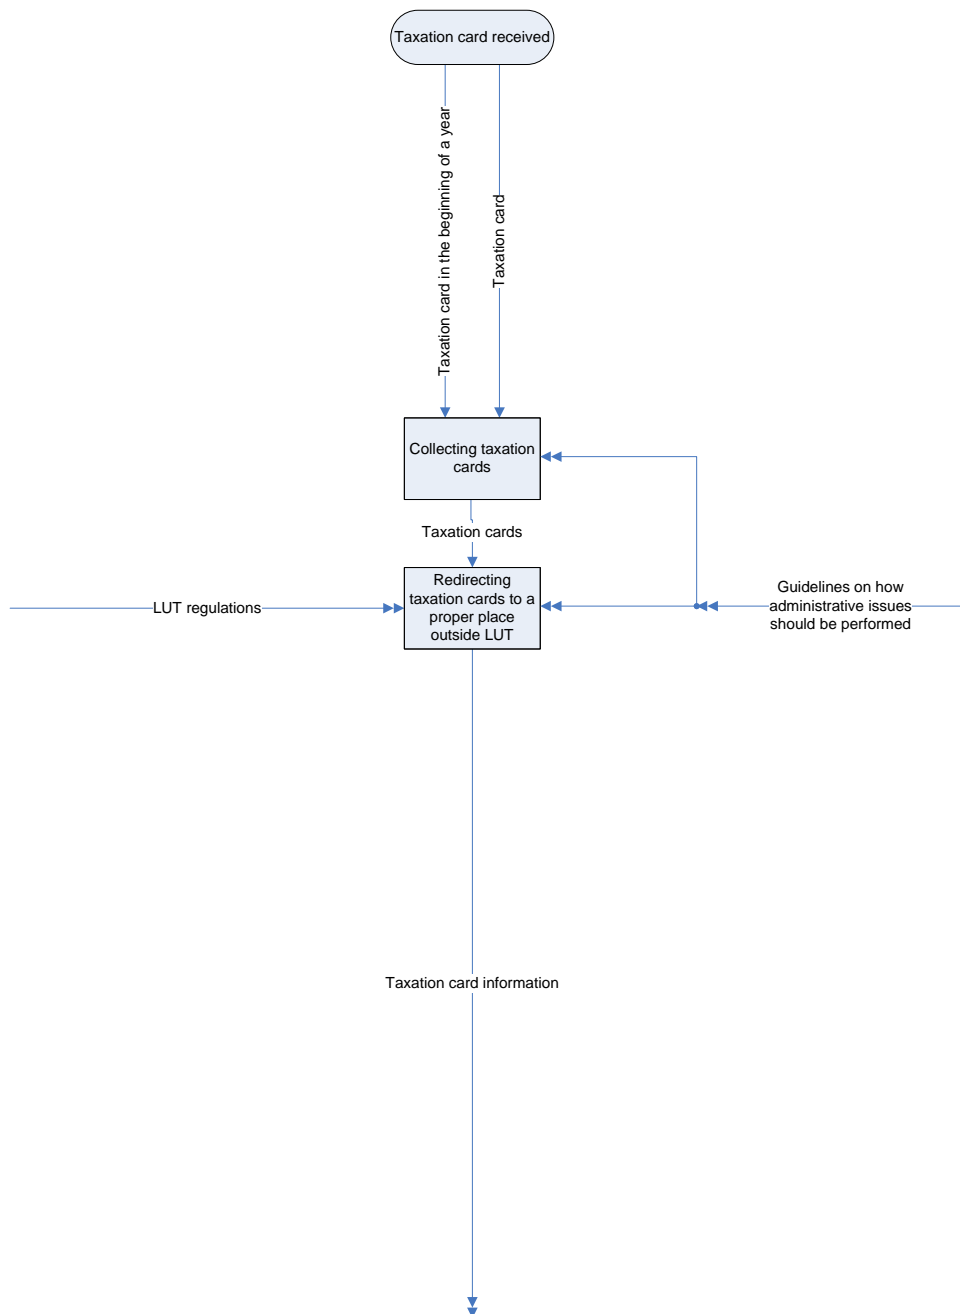 Taxation card received
Taxation card in the beginning of a year
Taxation card
Collecting taxation
cards
Taxation cards
Redirecting
taxation cards to a
proper place
outside LUT
LUT regulations
Guidelines on how
administrative issues
should be performed
Taxation card information